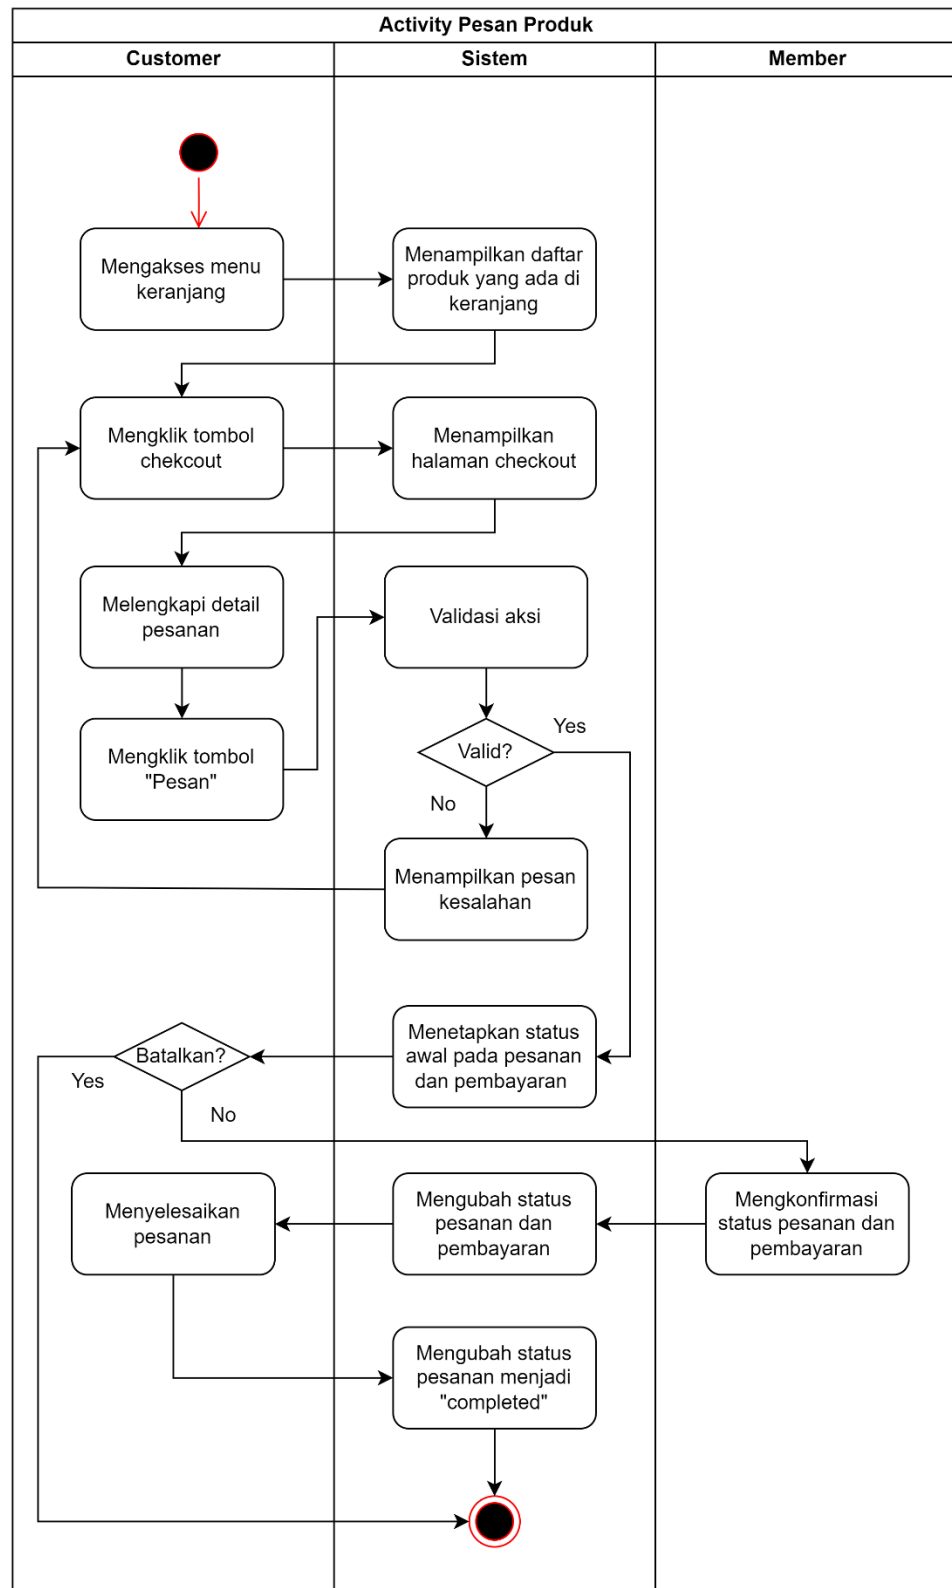 Activity Pesan Produk
Customer
Sistem
Member
Mengakses menu
keranjang
Menampilkan daftar
produk yang ada di
keranjang
Mengklik tombol
chekcout
Menampilkan
halaman checkout
Melengkapi detail
pesanan
Validasi aksi
Mengklik tombol
"Pesan"
Valid?
Yes
No
Menampilkan pesan
kesalahan
Batalkan?
Yes
No
Menetapkan status
awal pada pesanan
dan pembayaran
Menyelesaikan
pesanan
Mengubah status
pesanan dan
pembayaran
Mengkonfirmasi
status pesanan dan
pembayaran
Mengubah status
pesanan menjadi
"completed"